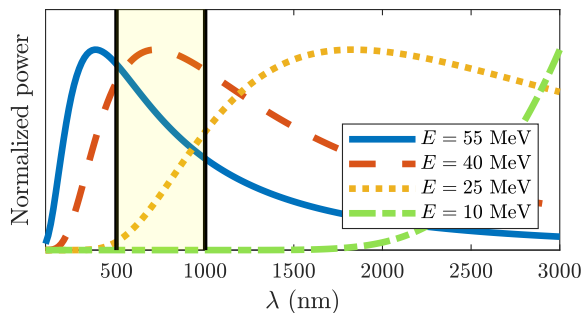 Normalized power
E = 55 MeV
E = 40 MeV
E = 25 MeV
E = 10 MeV
500 1000 1500 2000 2500 3000
λ (nm)